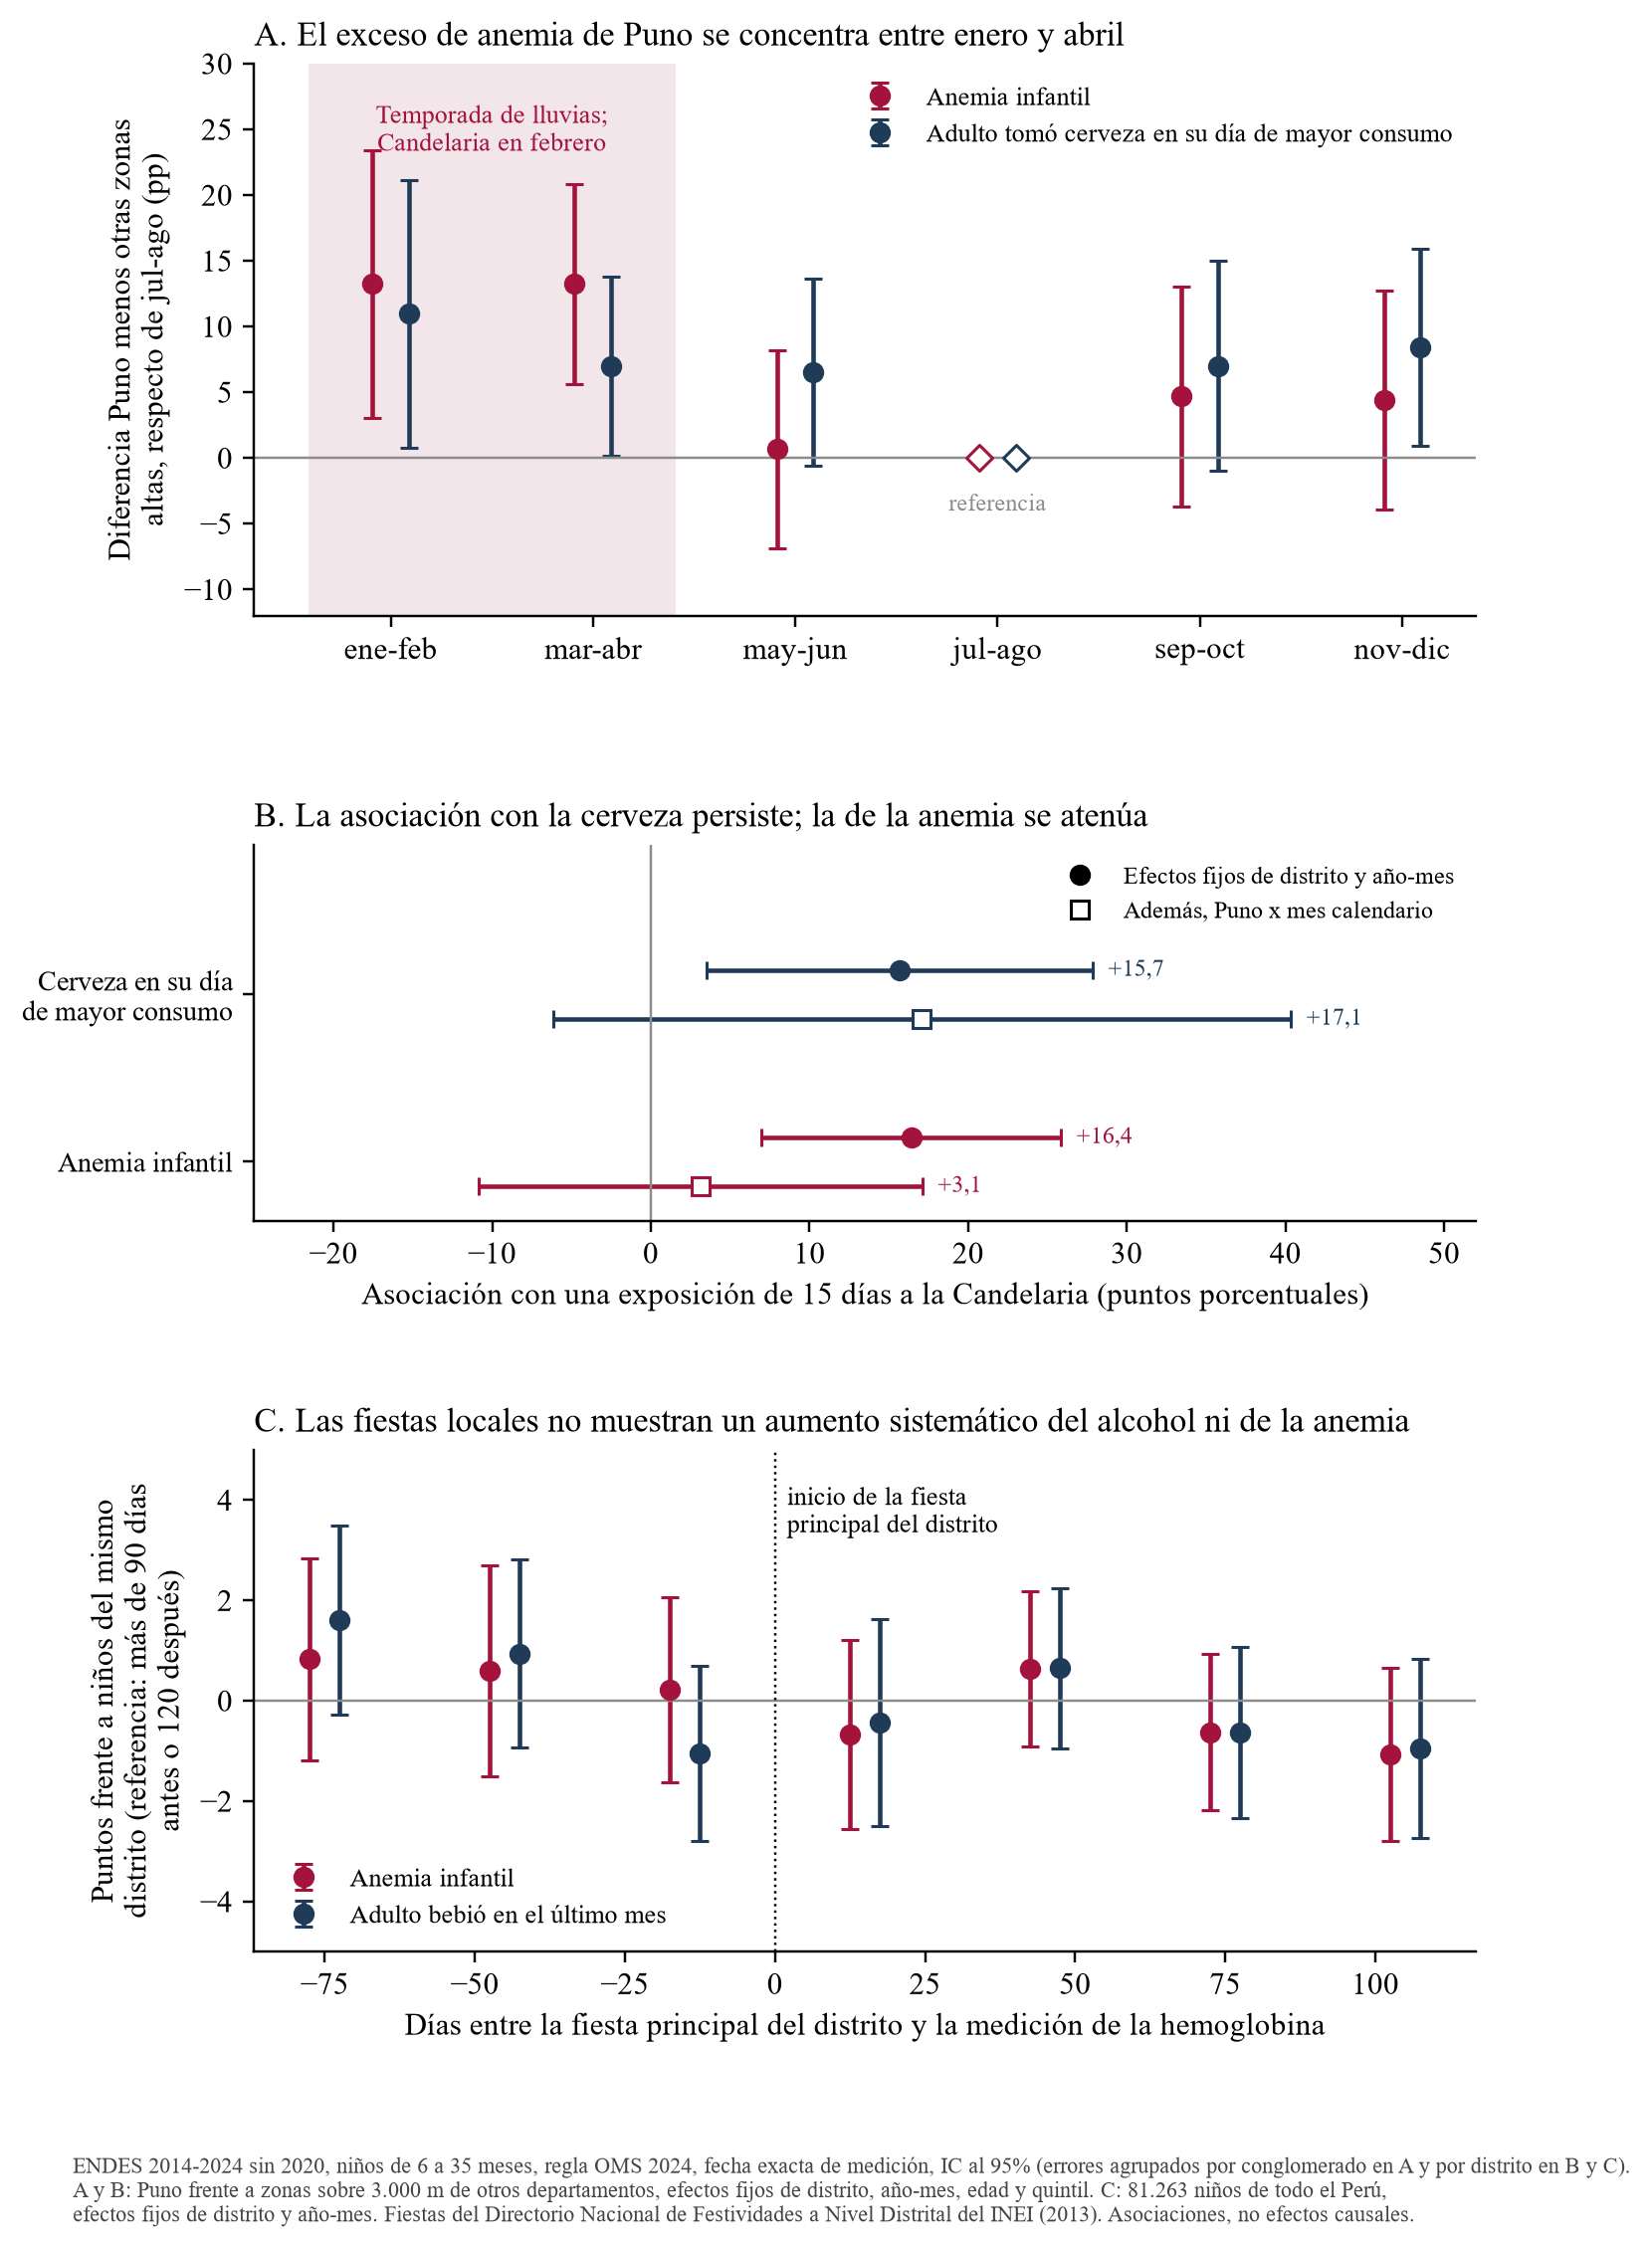 A. El exceso de anemia de Puno se concentra entre enero y abril
Diferencia Puno menos otras zonas
altas, respecto de jul-ago (pp)
30
25
20
15
10
5
0
−5
−10
Temporada de lluvias;
Candelaria en febrero
Anemia infantil
Adulto tomó cerveza en su día de mayor consumo
referencia
ene-feb
mar-abr
may-jun
jul-ago
sep-oct
nov-dic
B. La asociación con la cerveza persiste; la de la anemia se atenúa
Efectos fijos de distrito y año-mes
Además, Puno x mes calendario
Cerveza en su día
de mayor consumo
+15,7
+17,1
Anemia infantil
+16,4
+3,1
−20
−10
0
10
20
30
40
50
Asociación con una exposición de 15 días a la Candelaria (puntos porcentuales)
C. Las fiestas locales no muestran un aumento sistemático del alcohol ni de la anemia
Puntos frente a niños del mismo
distrito (referencia: más de 90 días
antes o 120 después)
4
2
0
−2
−4
inicio de la fiesta
principal del distrito
Anemia infantil
Adulto bebió en el último mes
−75
−50
−25
0
25
50
75
100
Días entre la fiesta principal del distrito y la medición de la hemoglobina
ENDES 2014-2024 sin 2020, niños de 6 a 35 meses, regla OMS 2024, fecha exacta de medición, IC al 95% (errores agrupados por conglomerado en A y por distrito en B y C).
A y B: Puno frente a zonas sobre 3.000 m de otros departamentos, efectos fijos de distrito, año-mes, edad y quintil. C: 81.263 niños de todo el Perú,
efectos fijos de distrito y año-mes. Fiestas del Directorio Nacional de Festividades a Nivel Distrital del INEI (2013). Asociaciones, no efectos causales.